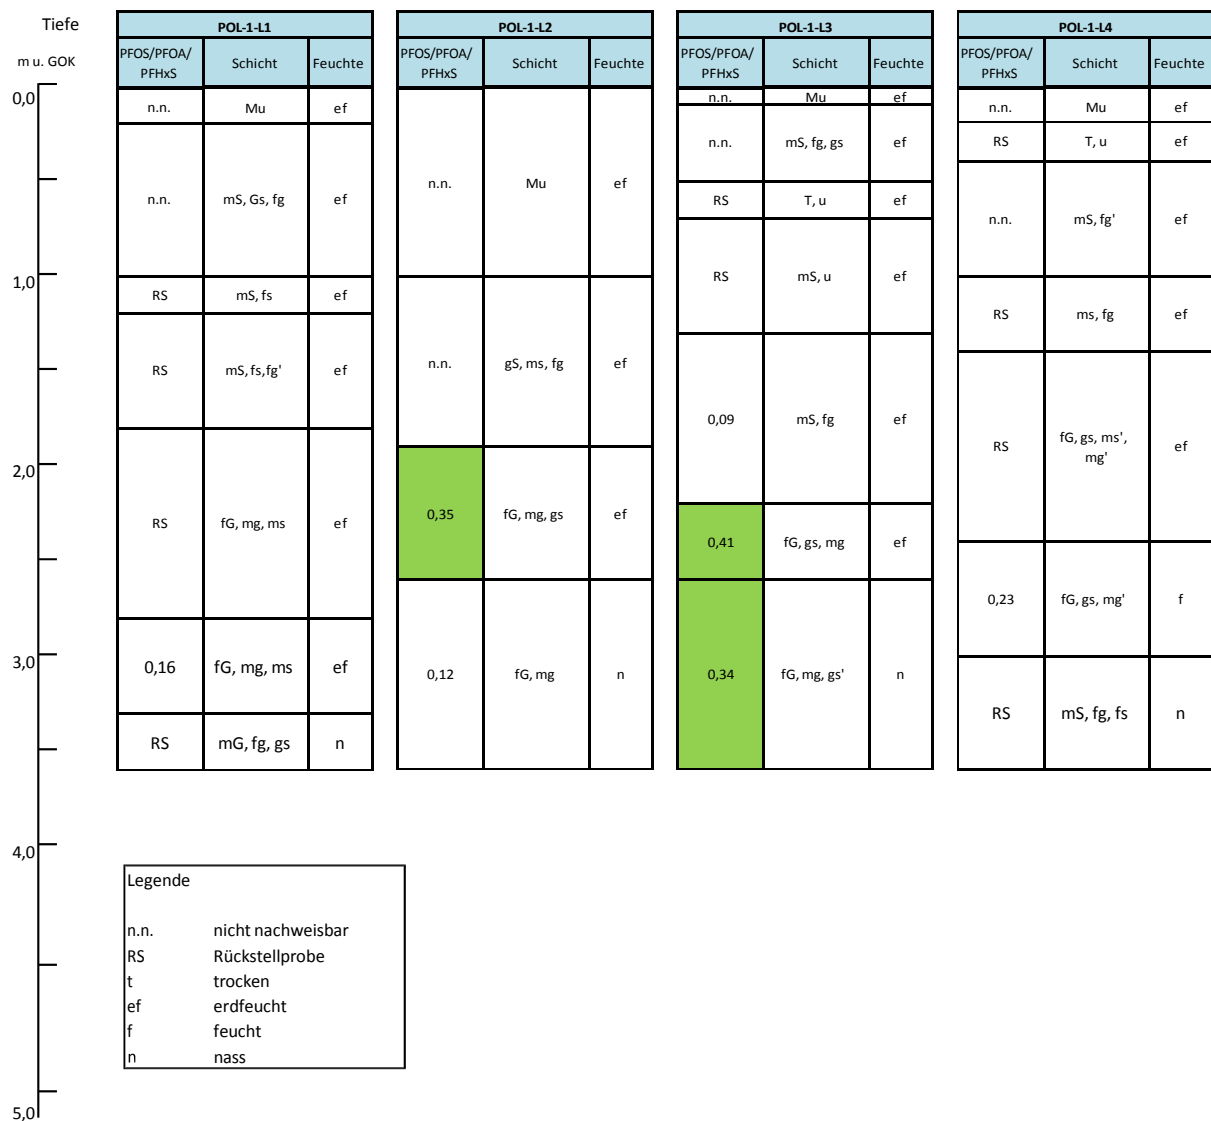 Tiefe
m u. GOK
0,0
1,0
2,0
3,0
4,0
5,0
POL-1-L1
PFOS/PFOA/
PFHxS
Schicht
Feuchte
n.n. Mu ef
n.n. mS, Gs, fg ef
RS mS, fs ef
RS mS, fs,fg' ef
RS fG, mg, ms ef
0,16 fG, mg, ms ef
RS mG, fg, gs n
POL-1-L2
PFOS/PFOA/
PFHxS
Schicht
Feuchte
n.n. Mu ef
n.n. gS, ms, fg ef
0,35 fG, mg, gs ef
0,12 fG, mg n
POL-1-L3
PFOS/PFOA/
PFHxS
Schicht
Feuchte
n.n. Mu ef
n.n. mS, fg, gs ef
RS T, u ef
RS mS, u ef
0,09 mS, fg ef
0,41 fG, gs, mg ef
0,34 fG, mg, gs' n
POL-1-L4
PFOS/PFOA/
PFHxS
Schicht
Feuchte
n.n. Mu ef
RS T, u ef
n.n. mS, fg' ef
RS ms, fg ef
RS fG, gs, ms', ef
mg'
0,23 fG, gs, mg' f
RS mS, fg, fs n
Legende
n.n. nicht nachweisbar
RS Rückstellprobe
t trocken
ef erdfeucht
f feucht
n nass